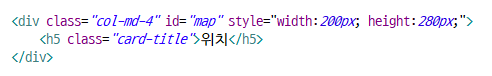 <div class="col-md-4" id="map" style="width:200px; height:280px;">
    <h5 class="card-title">위치</h5>
</div>